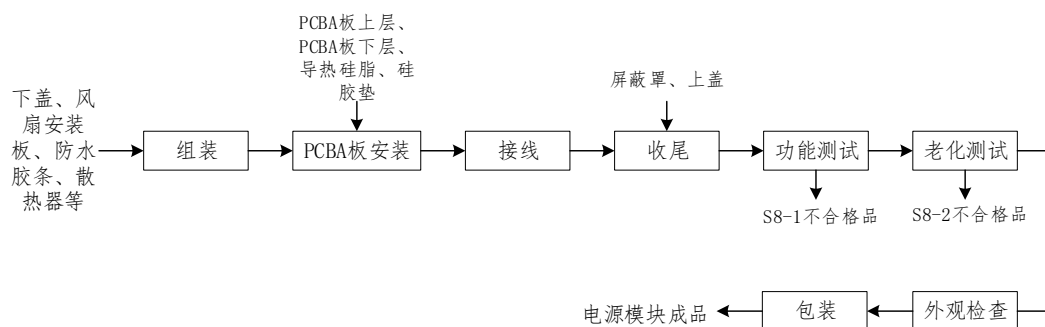 PCBA板上层、
PCBA板下层、
导热硅脂、硅
胶垫
屏蔽罩、上盖
下盖、风
扇安装
板、防水
胶条、散
热器等
组装
PCBA板安装
接线
收尾
功能测试
老化测试
S8-1不合格品
S8-2不合格品
电源模块成品
包装
外观检查